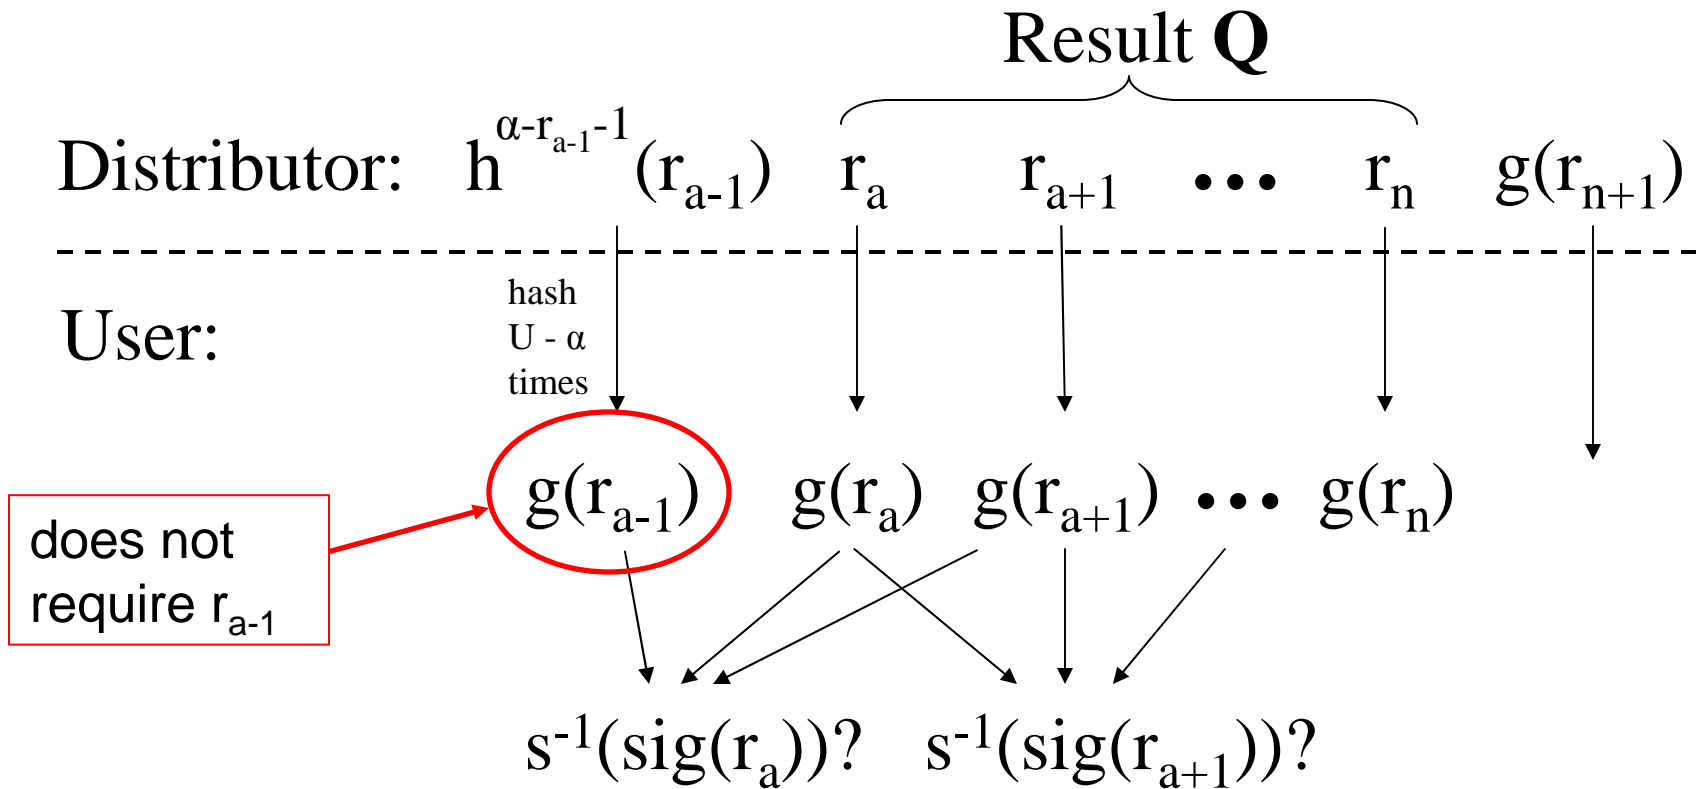 Result Q
Distributor: h^{α-r_{a-1}-1}(r_{a-1}) r_a r_{a+1} ••• r_n g(r_{n+1})
User:
hash
U - α
times
g(r_{a-1}) g(r_a) g(r_{a+1}) ••• g(r_n)
does not
require r_{a-1}
s^{-1}(sig(r_a))? s^{-1}(sig(r_{a+1}))?